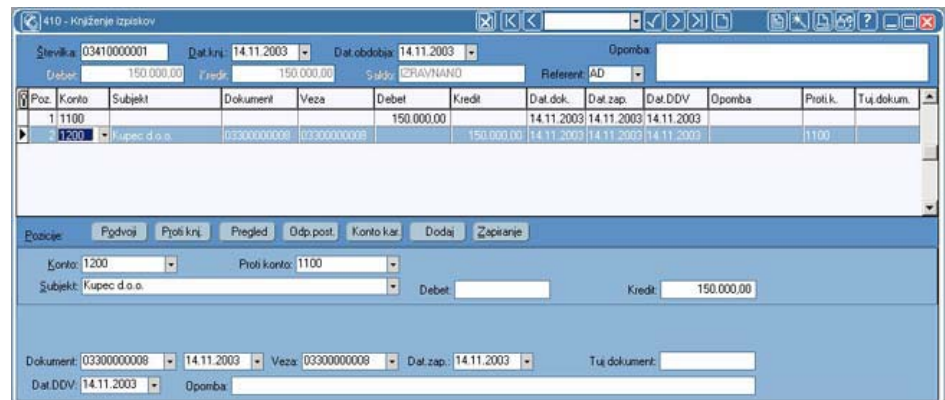 410 - Knjiženje izpiskov
Številka: 03410000001 Dat.knj.: 14.11.2003 Dat.obdobja: 14.11.2003 Opomba:
Debet: 150.000,00 Kredit: 150.000,00 Saldo: IZRAVNANO Referent: AD
Poz. Konto Subjekt Dokument Veza Debet Kredit Dat.dok. Dat.zap. Dat.DDV Opomba Proti.k. Tuj.dokum.
1 1100 150.000,00 14.11.2003 14.11.2003 14.11.2003
2 1200 Kupec d.o.o. 03300000008 03300000008 150.000,00 14.11.2003 14.11.2003 14.11.2003 1100
Pozicije: Podvoji Proti knj. Pregled Odp.post. Konto kar. Dodaj Zapiranje
Konto: 1200 Proti konto: 1100
Subjekt: Kupec d.o.o. Debet: Kredit: 150.000,00
Dokument: 03300000008 14.11.2003 Veza: 03300000008 Dat.zap.: 14.11.2003 Tuj dokument:
Dat.DDV: 14.11.2003 Opomba: